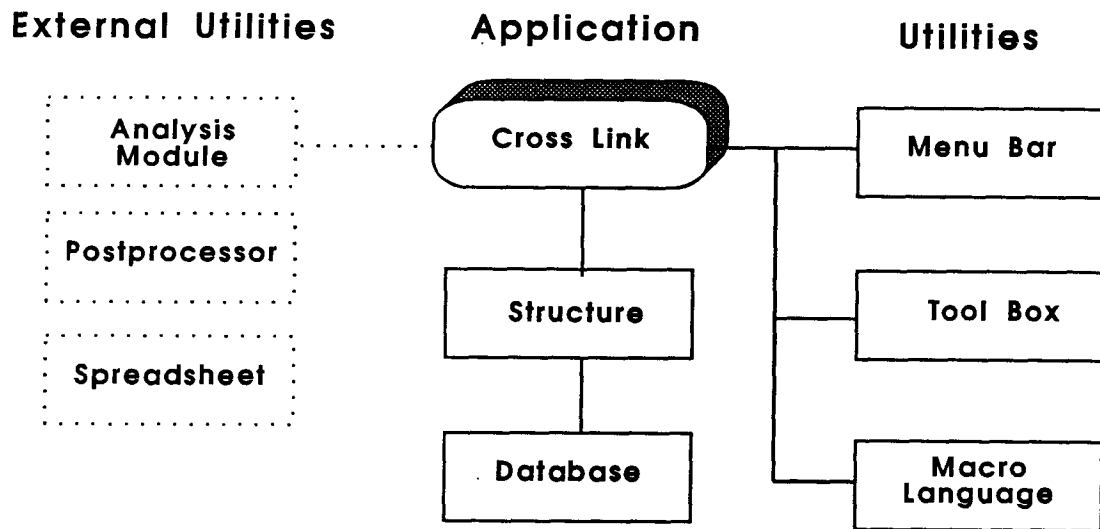 External Utilities
Application
Utilities
Analysis
Module
Cross Link
Menu Bar
Postprocessor
Structure
Tool Box
Spreadsheet
Database
Macro
Language